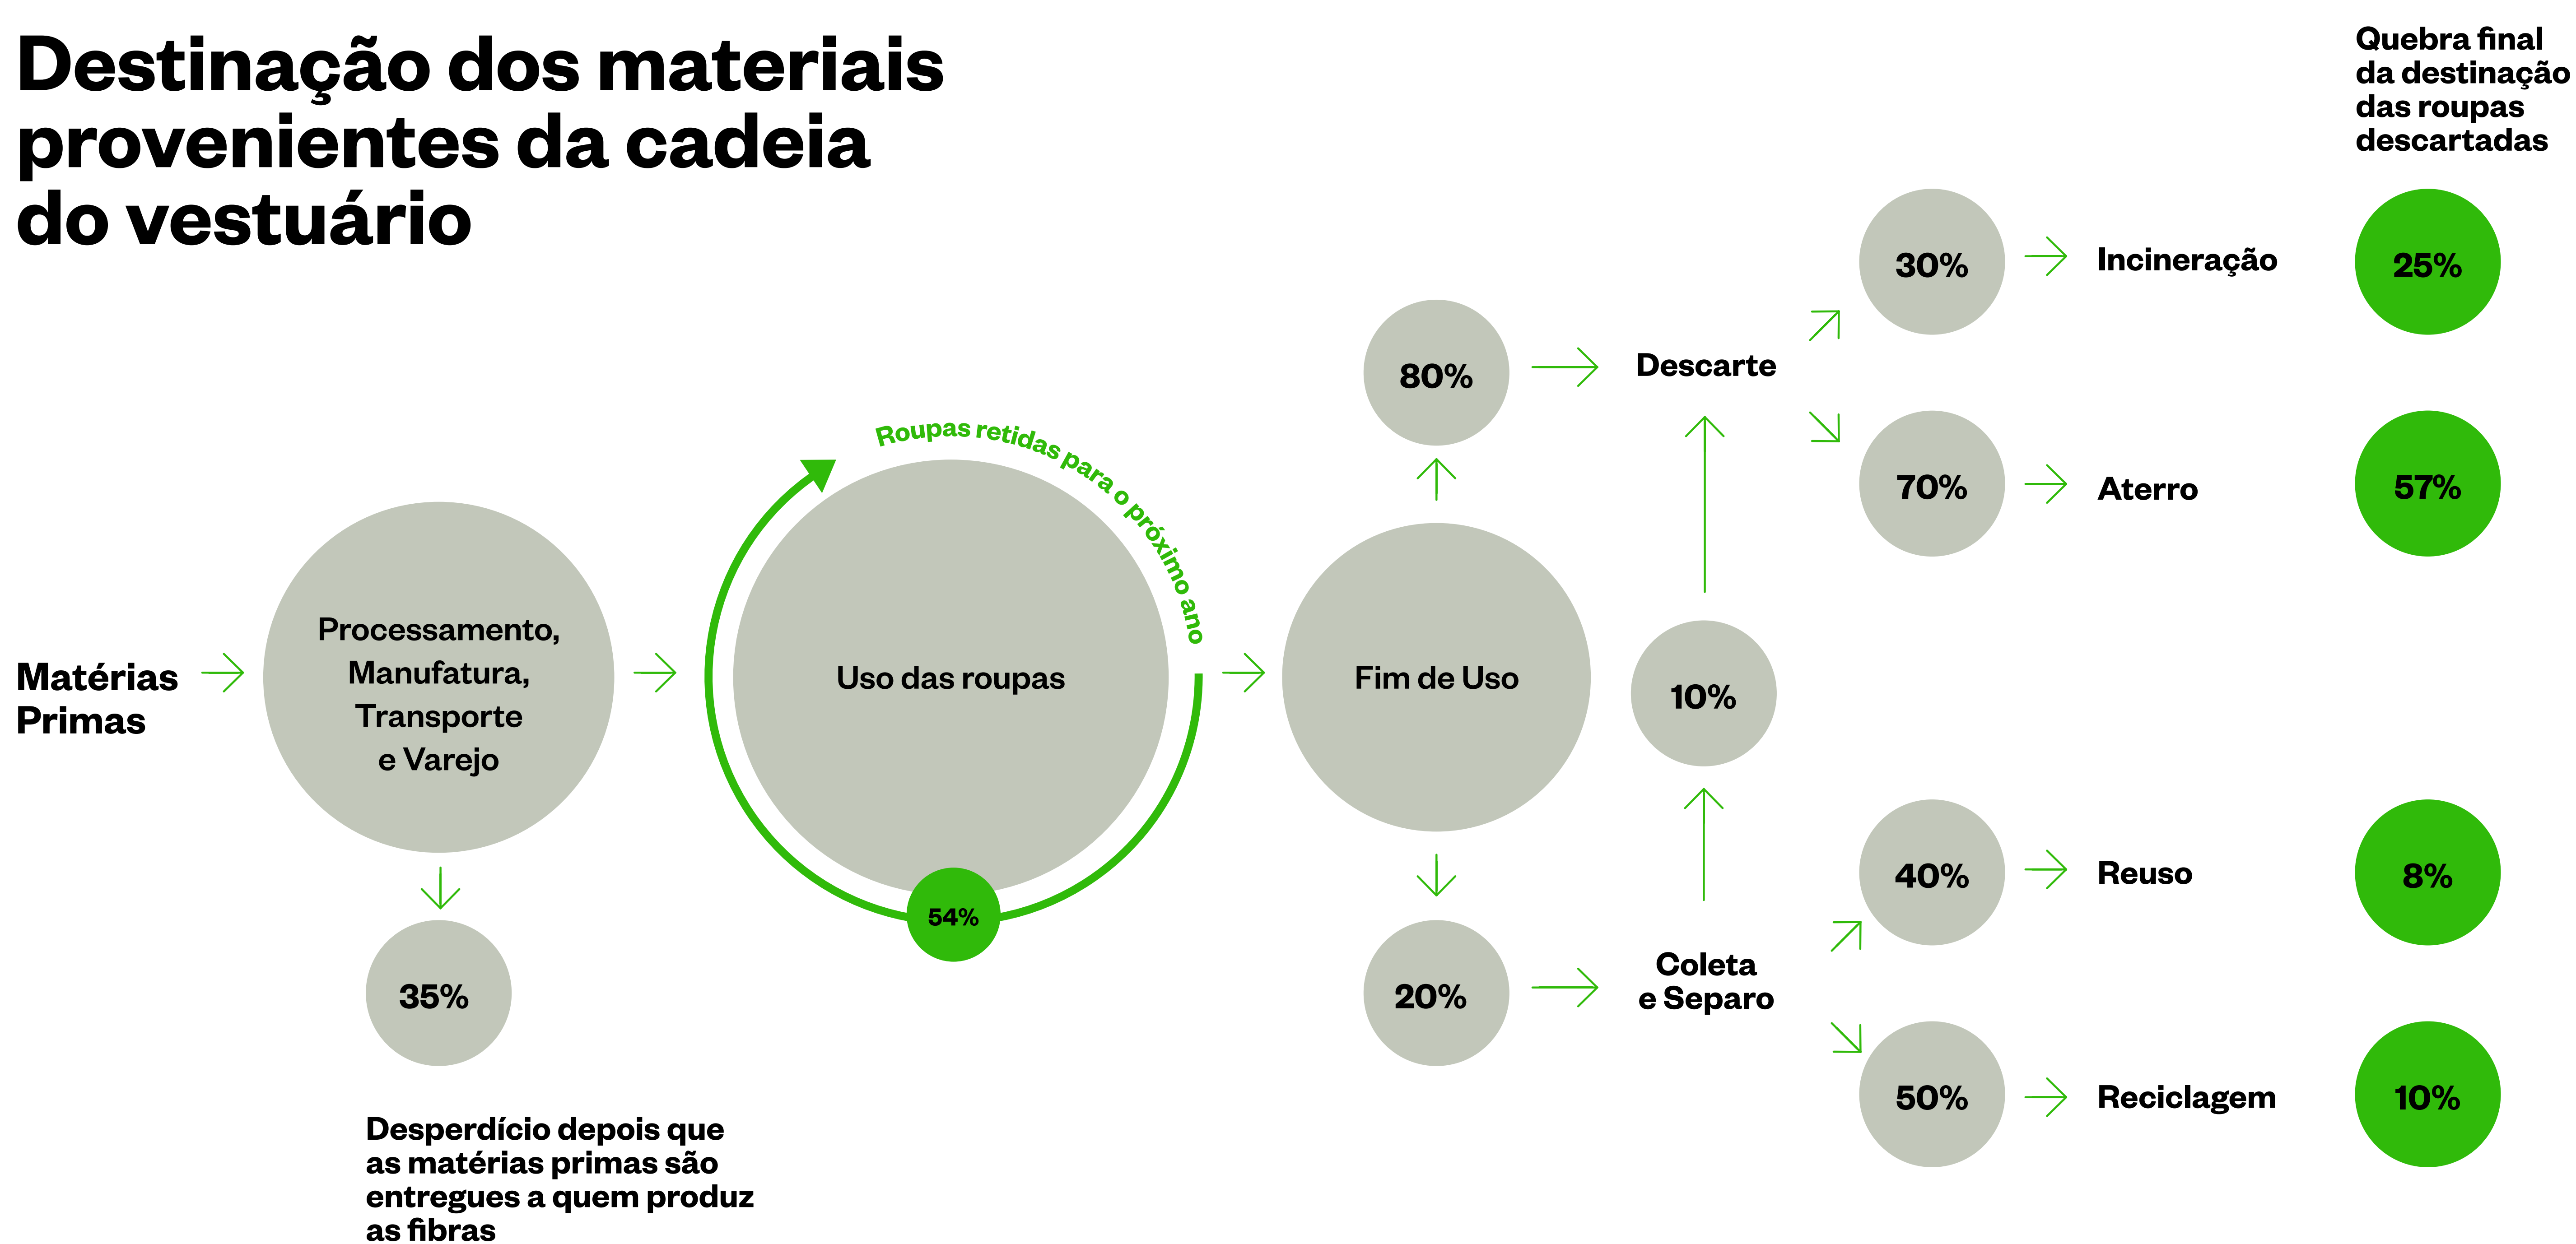 Destinação dos materiais
provenientes da cadeia
do vestuário
Quebra final
da destinação
das roupas
descartadas
Matérias
Primas
Processamento,
Manufatura,
Transporte
e Varejo
35%
Desperdício depois que
as matérias primas são
entregues a quem produz
as fibras
Roupas retidas para o próximo ano
Uso das roupas
54%
Fim de Uso
80%
Descarte
10%
20%
Coleta
e Separo
30%
Incineração
25%
70%
Aterro
57%
40%
Reuso
8%
50%
Reciclagem
10%